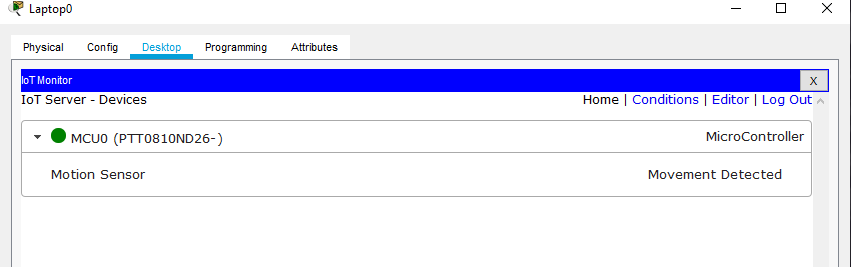 Laptop0
Physical Config Desktop Programming Attributes
IoT Monitor X
IoT Server - Devices Home | Conditions | Editor | Log Out
MCU0 (PTT0810ND26-) MicroController
Motion Sensor Movement Detected